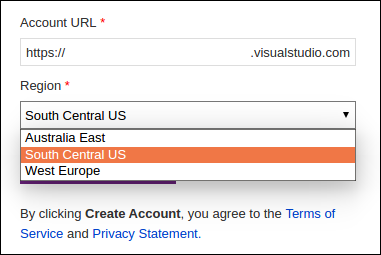 Account URL *
https:// .visualstudio.com
Region *
South Central US
Australia East
South Central US
West Europe
By clicking Create Account, you agree to the Terms of
Service and Privacy Statement.